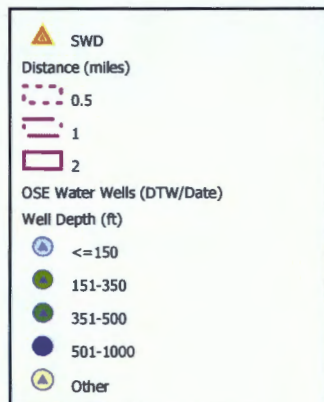 SWD
Distance (miles)
0.5
1
2
OSE Water Wells (DTW/Date)
Well Depth (ft)
<=150
151-350
351-500
501-1000
Other